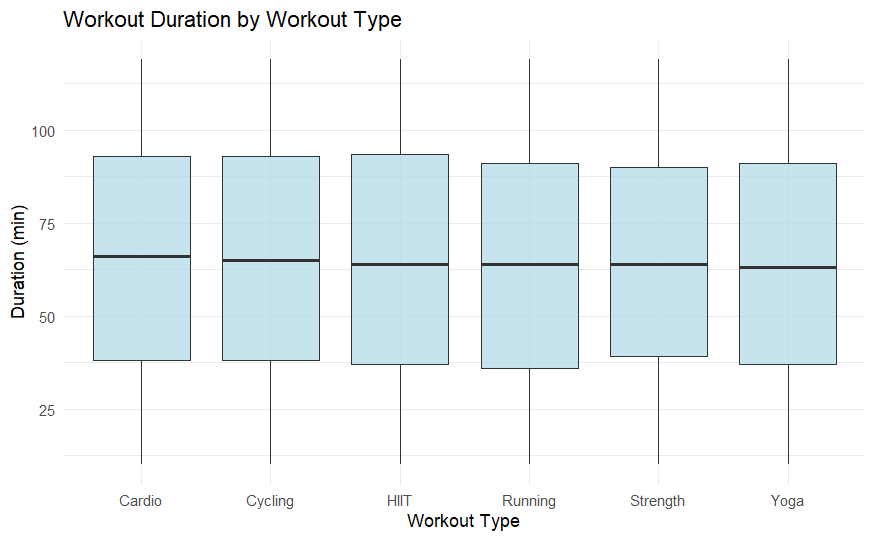 Workout Duration by Workout Type
Duration (min)
100
75
50
25
Cardio Cycling HIIT Running Strength Yoga
Workout Type